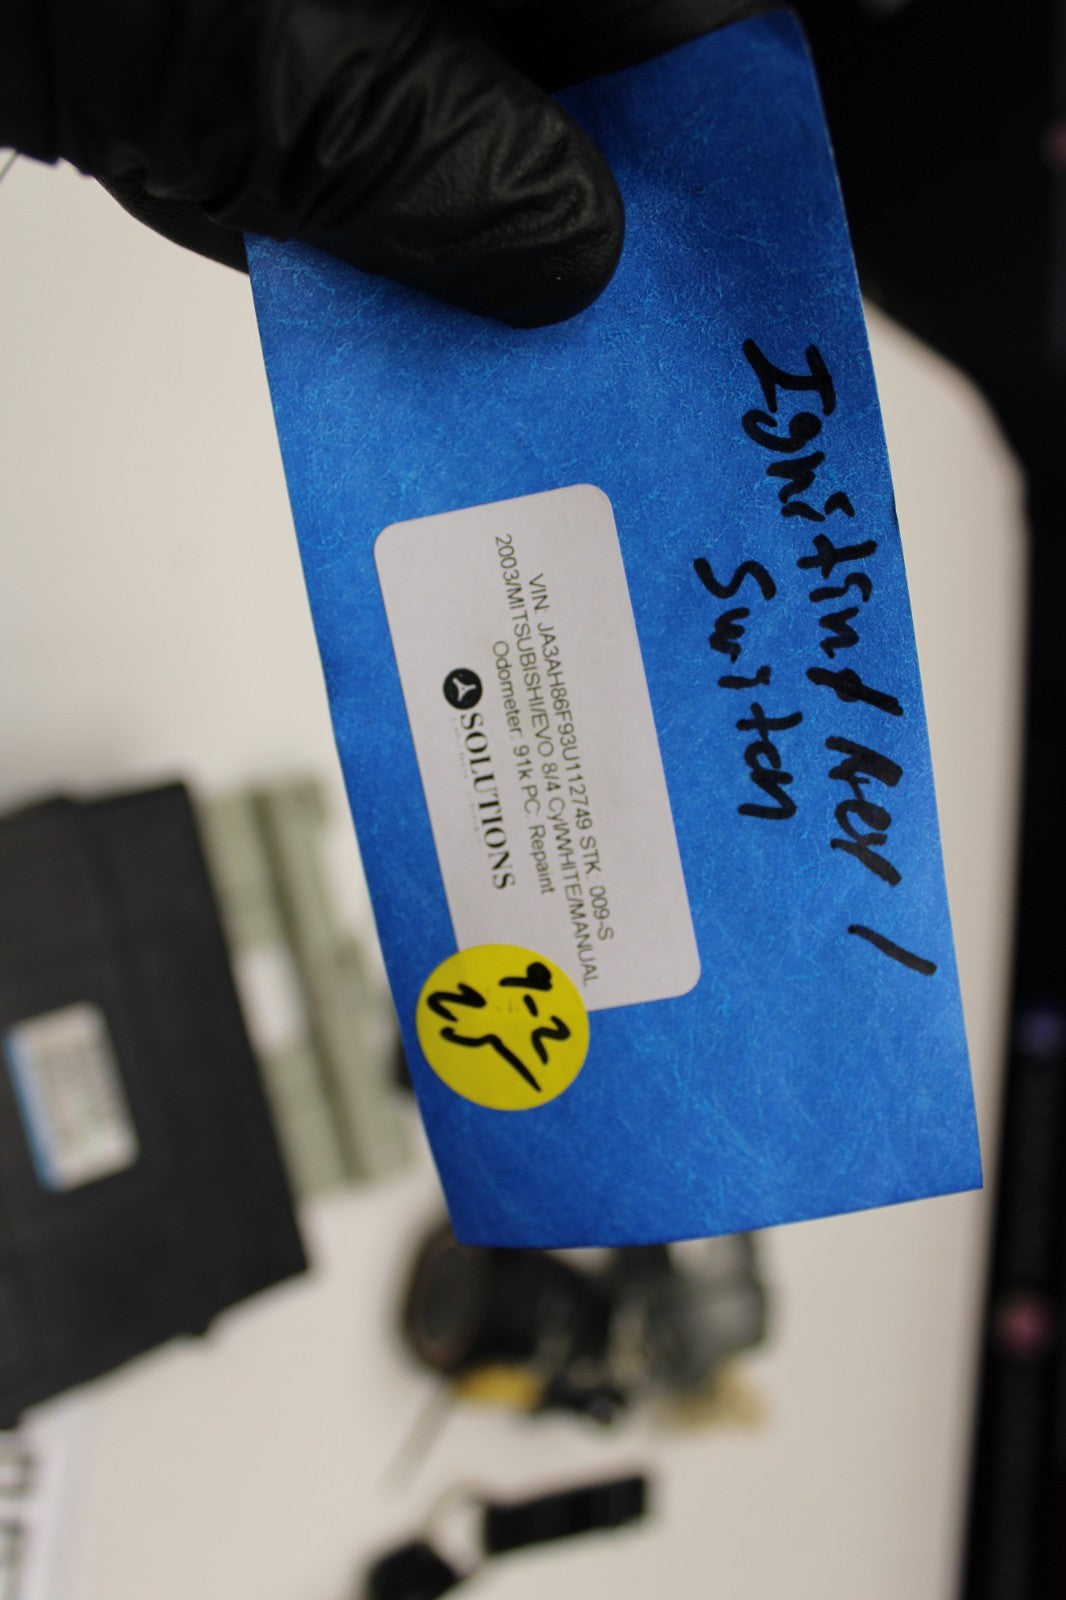 Ignition/Key/
Switch
VIN: JA3AH86F93U112749 STK: 009-S
2003/MITSUBISHI/EVO 8/4 Cyl/WHITE/MANUAL
Odometer: 91k PC: Repaint
SOLUTIONS
9-2
25